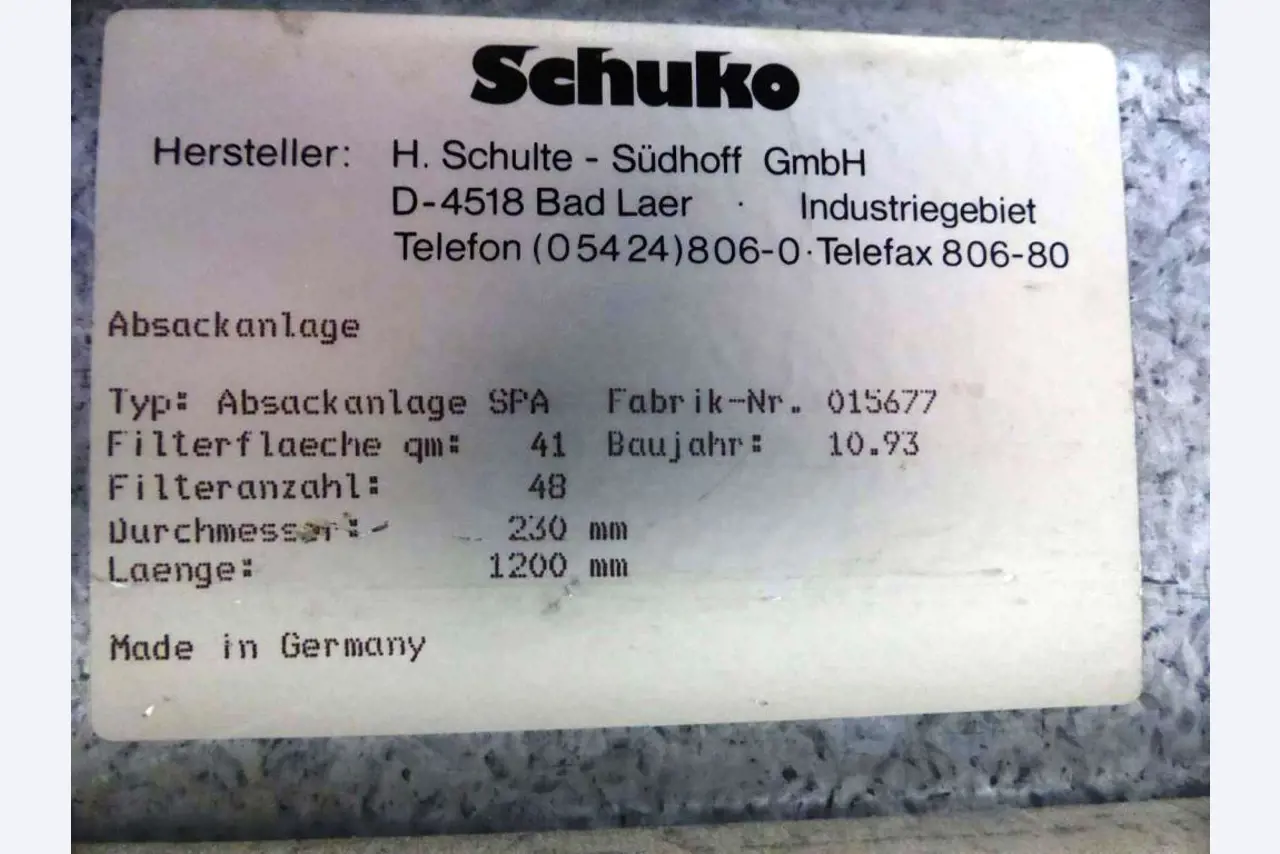 Schuko
Hersteller: H. Schulte - Südhoff GmbH
D-4518 Bad Laer · Industriegebiet
Telefon (05424)806-0·Telefax 806-80
Absackanlage
Typ: Absackanlage SPA Fabrik-Nr. 015677
Filterflaeche qm: 41 Baujahr: 10.93
Filteranzahl: 48
Durchmesser: 230 mm
Laenge: 1200 mm
Made in Germany